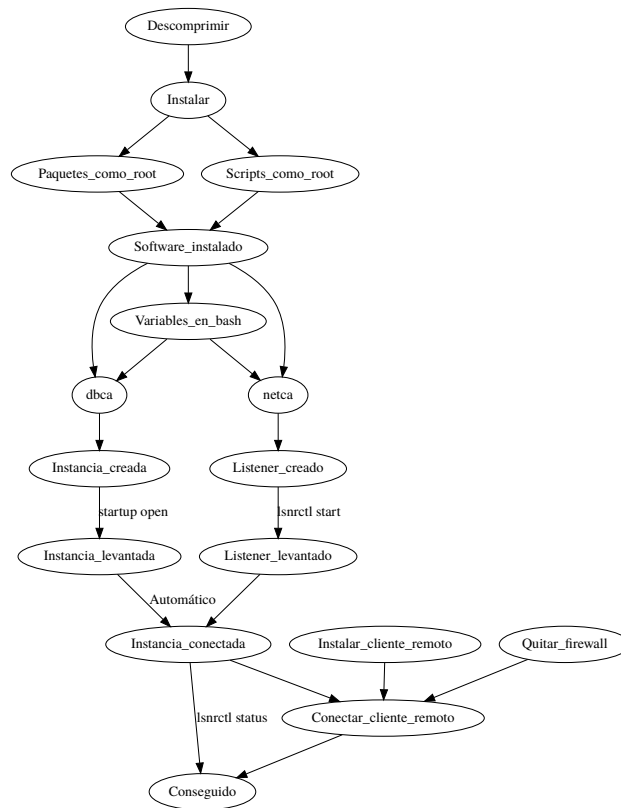 Descomprimir
Instalar
Paquetes_como_root
Scripts_como_root
Software_instalado
Variables_en_bash
dbca
netca
Instancia_creada
Listener_creado
startup open
lsnrctl start
Instancia_levantada
Listener_levantado
Automático
Instancia_conectada
Instalar_cliente_remoto
Quitar_firewall
lsnrctl status
Conectar_cliente_remoto
Conseguido